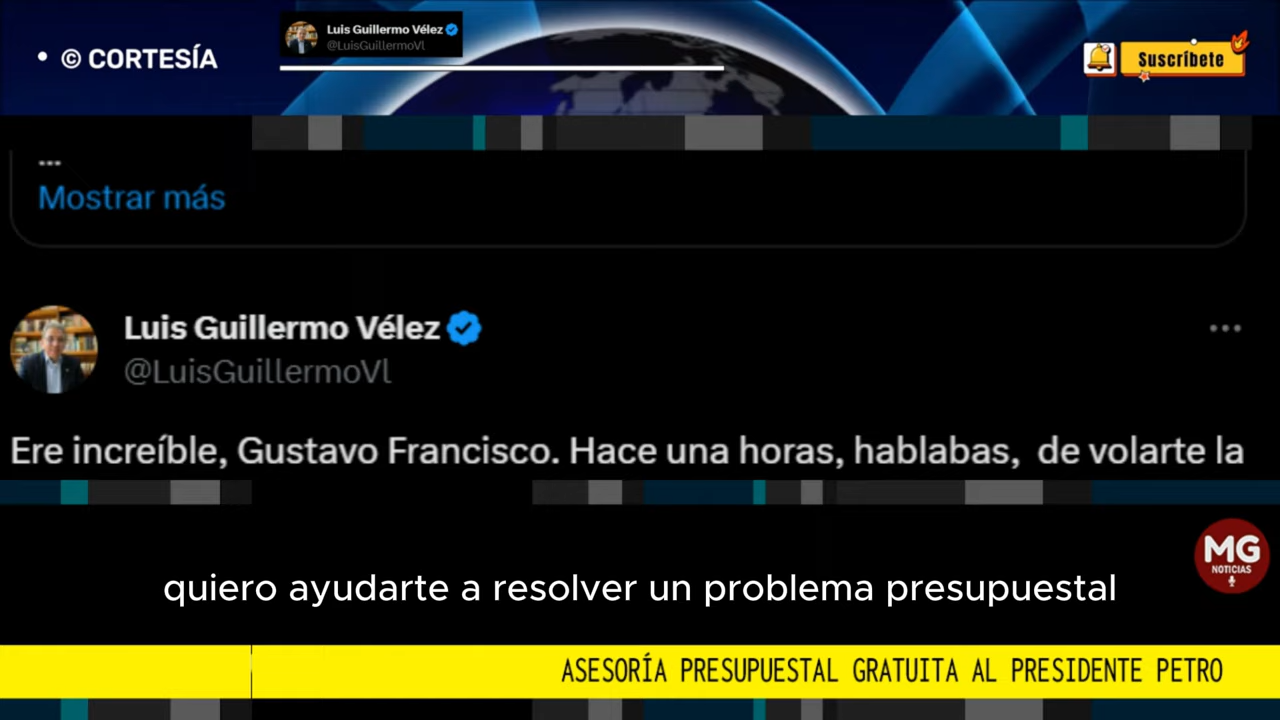 • © CORTESÍA
Luis Guillermo Vélez
@LuisGuillermoVl
Suscríbete
...
Mostrar más
Luis Guillermo Vélez
@LuisGuillermoVl
Ere increíble, Gustavo Francisco. Hace una horas, hablabas,  de volarte la
MG
NOTICIAS
quiero ayudarte a resolver un problema presupuestal
ASESORÍA PRESUPUESTAL GRATUITA AL PRESIDENTE PETRO